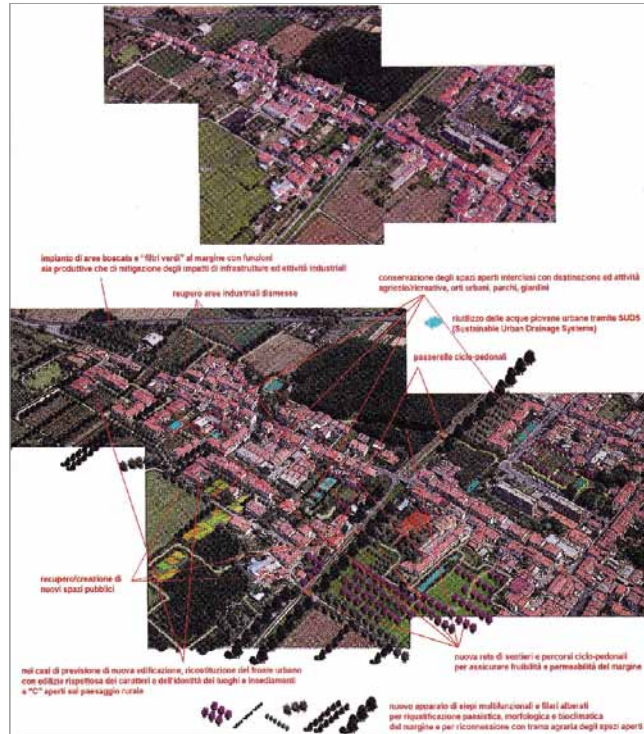 impianto di aree boscate e "filtri verdi" al margine con funzioni
sia produttive che di mitigazione degli impatti di infrastrutture ed attività industriali
reupero aree industriali dismesse
conservazione degli spazi aperti interclusi con destinazione ed attività
agricolo/ricreative, orti urbani, parchi, giardini
riutilizzo delle acque piovane urbane tramite SUDS
(Sustainable Urban Drainage Systems)
passerelle ciclo-pedonali
recupero/creazione di
nuovi spazi pubblici
nei casi di previsione di nuova edificazione, ricostituzione del fronte urbano
con edilizia rispettosa dei caratteri e dell'identità dei luoghi e insediamenti
a "C" aperti sul paesaggio rurale
nuova rete di sentieri e percorsi ciclo-pedonali
per assicurare fruibilità e permeabilità del margine
nuovo apparato di siepi multifunzionali e filari alberati
per riqualificazione paesistica, morfologica e bioclimatica
del margine e per riconnessione con trama agraria degli spazi aperti